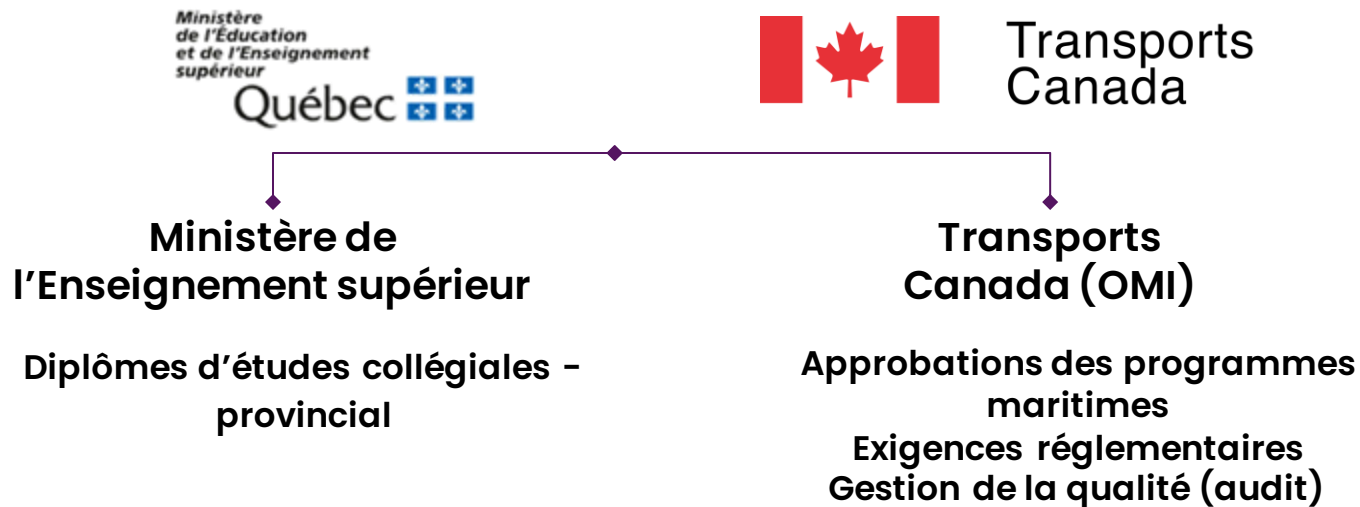 Ministère
de l'Éducation
et de l'Enseignement
supérieur
Québec
Transports
Canada
Ministère de
l'Enseignement supérieur
Diplômes d'études collégiales -
provincial
Transports
Canada (OMI)
Approbations des programmes
maritimes
Exigences réglementaires
Gestion de la qualité (audit)